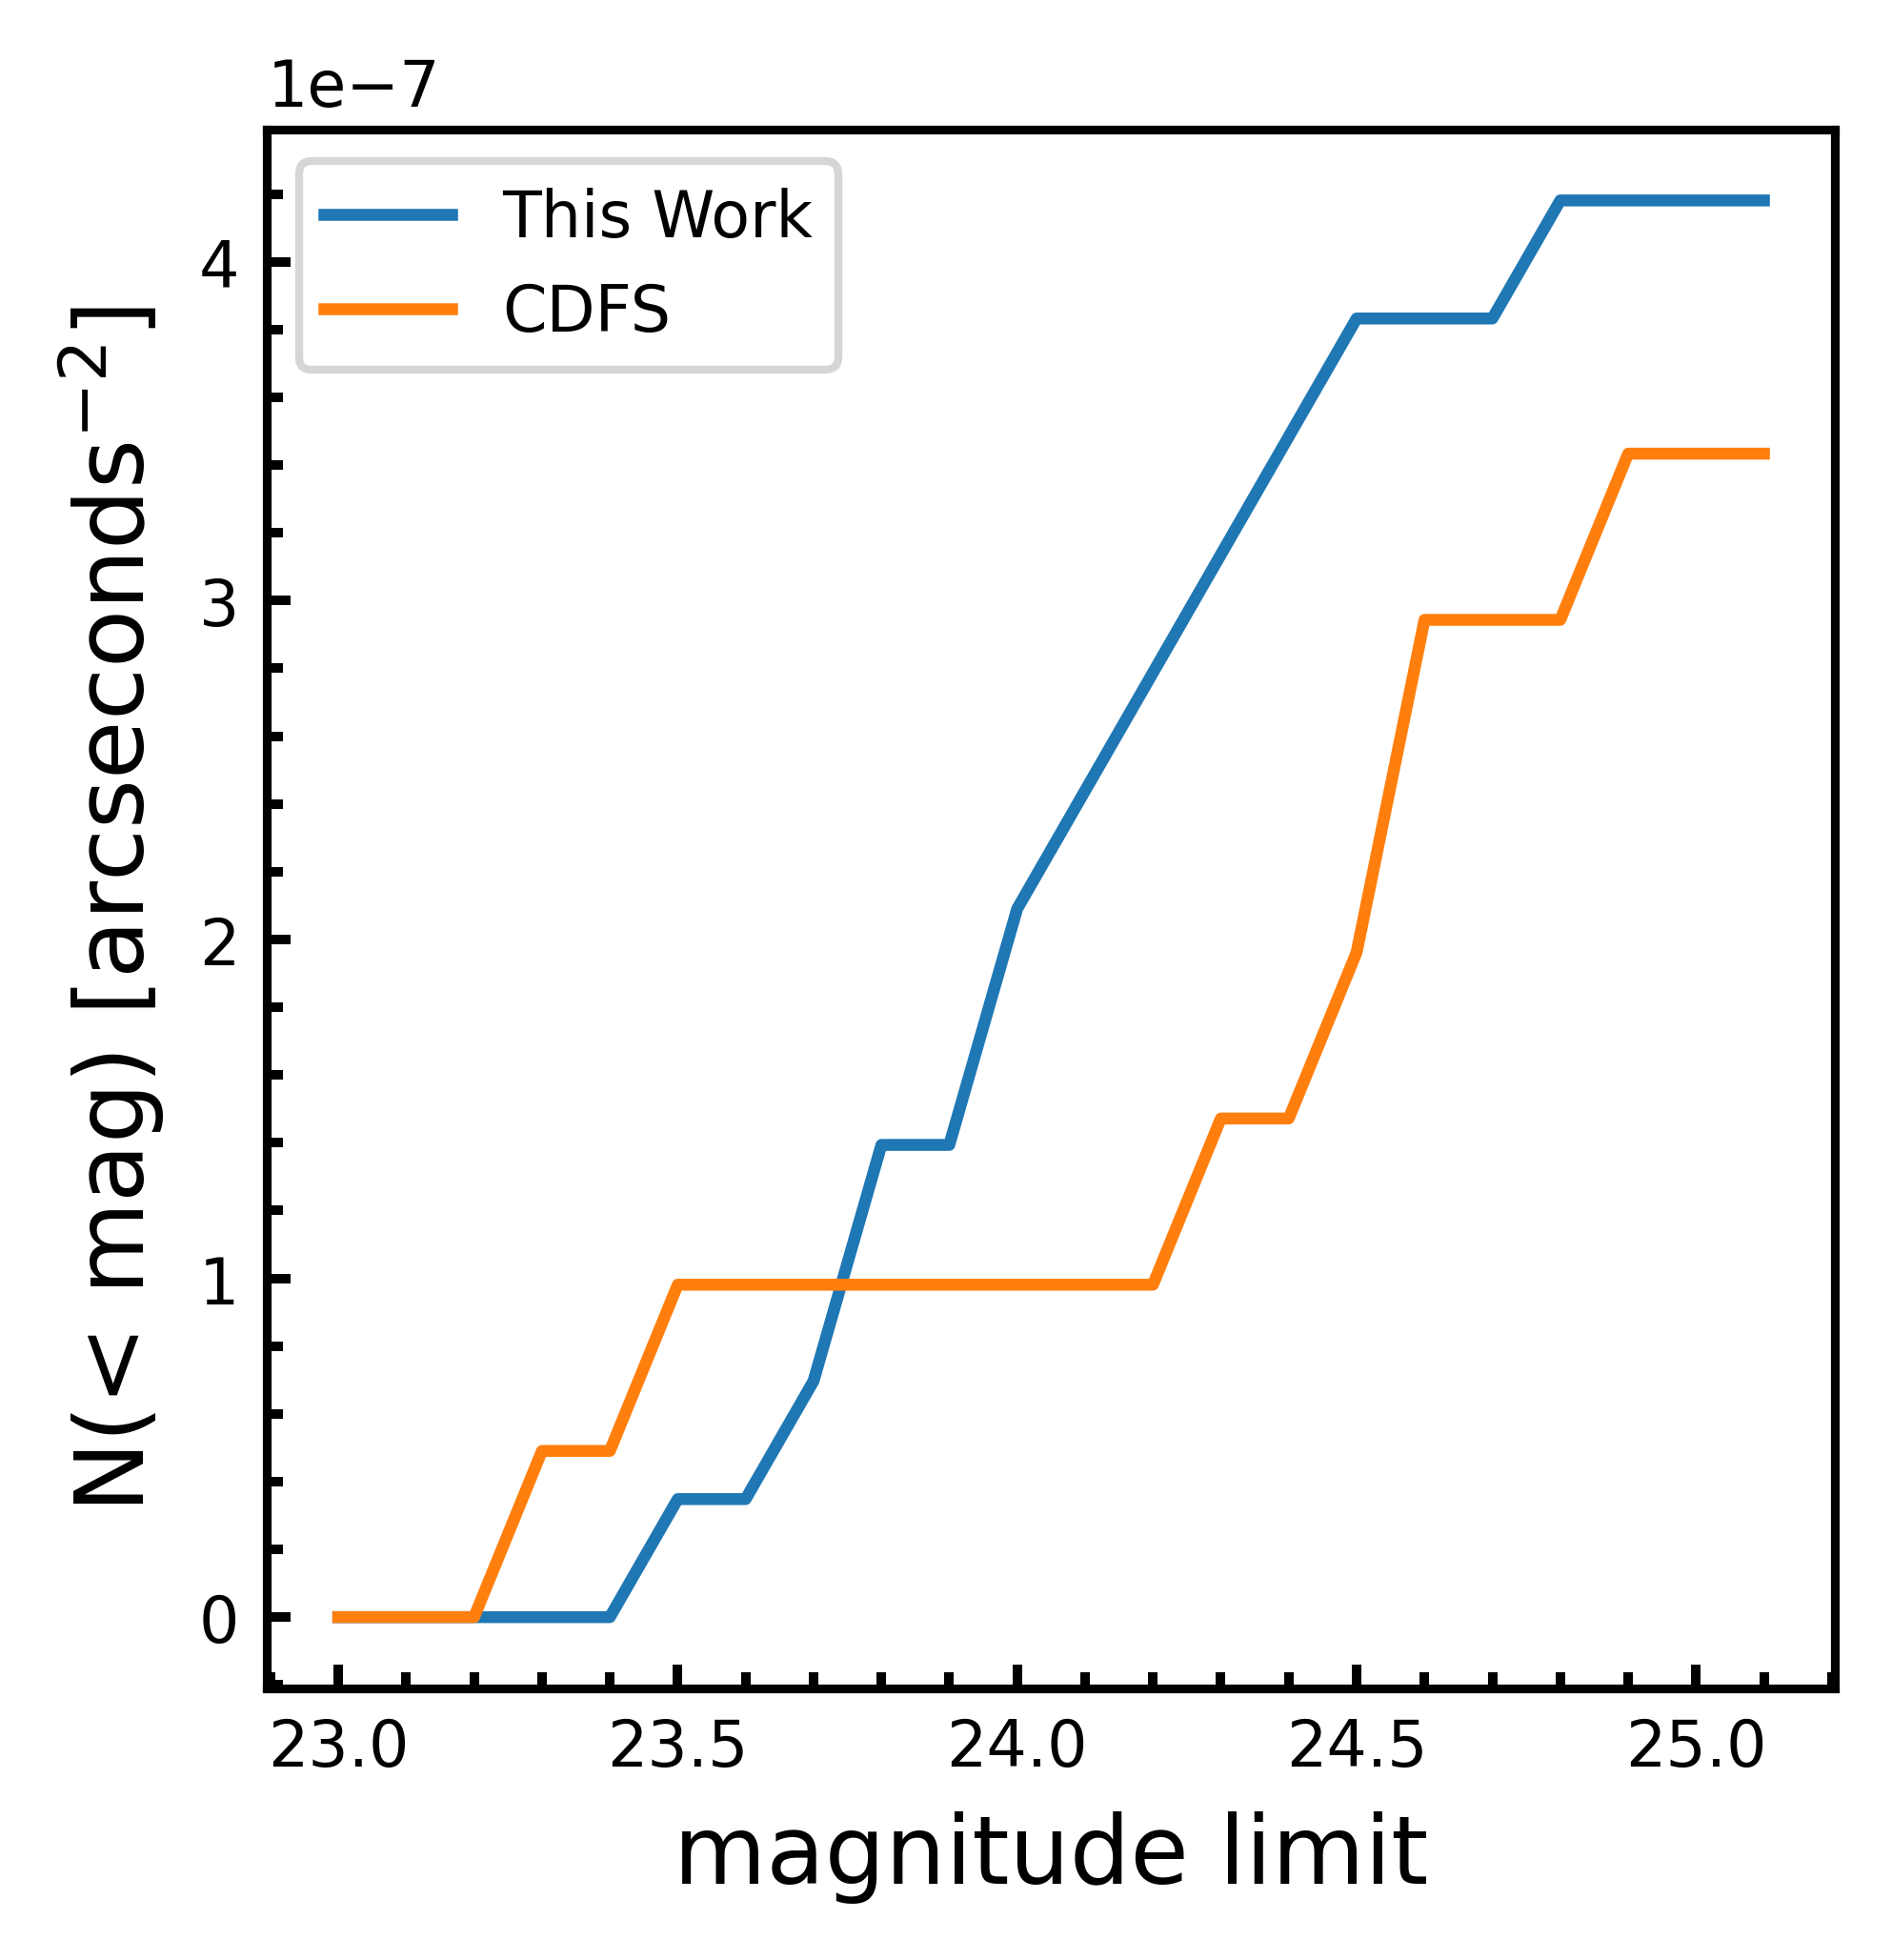 1e−7
This Work
CDFS
4
3
2
1
0
N(< mag) [arcseconds⁻²]
23.0 23.5 24.0 24.5 25.0
magnitude limit